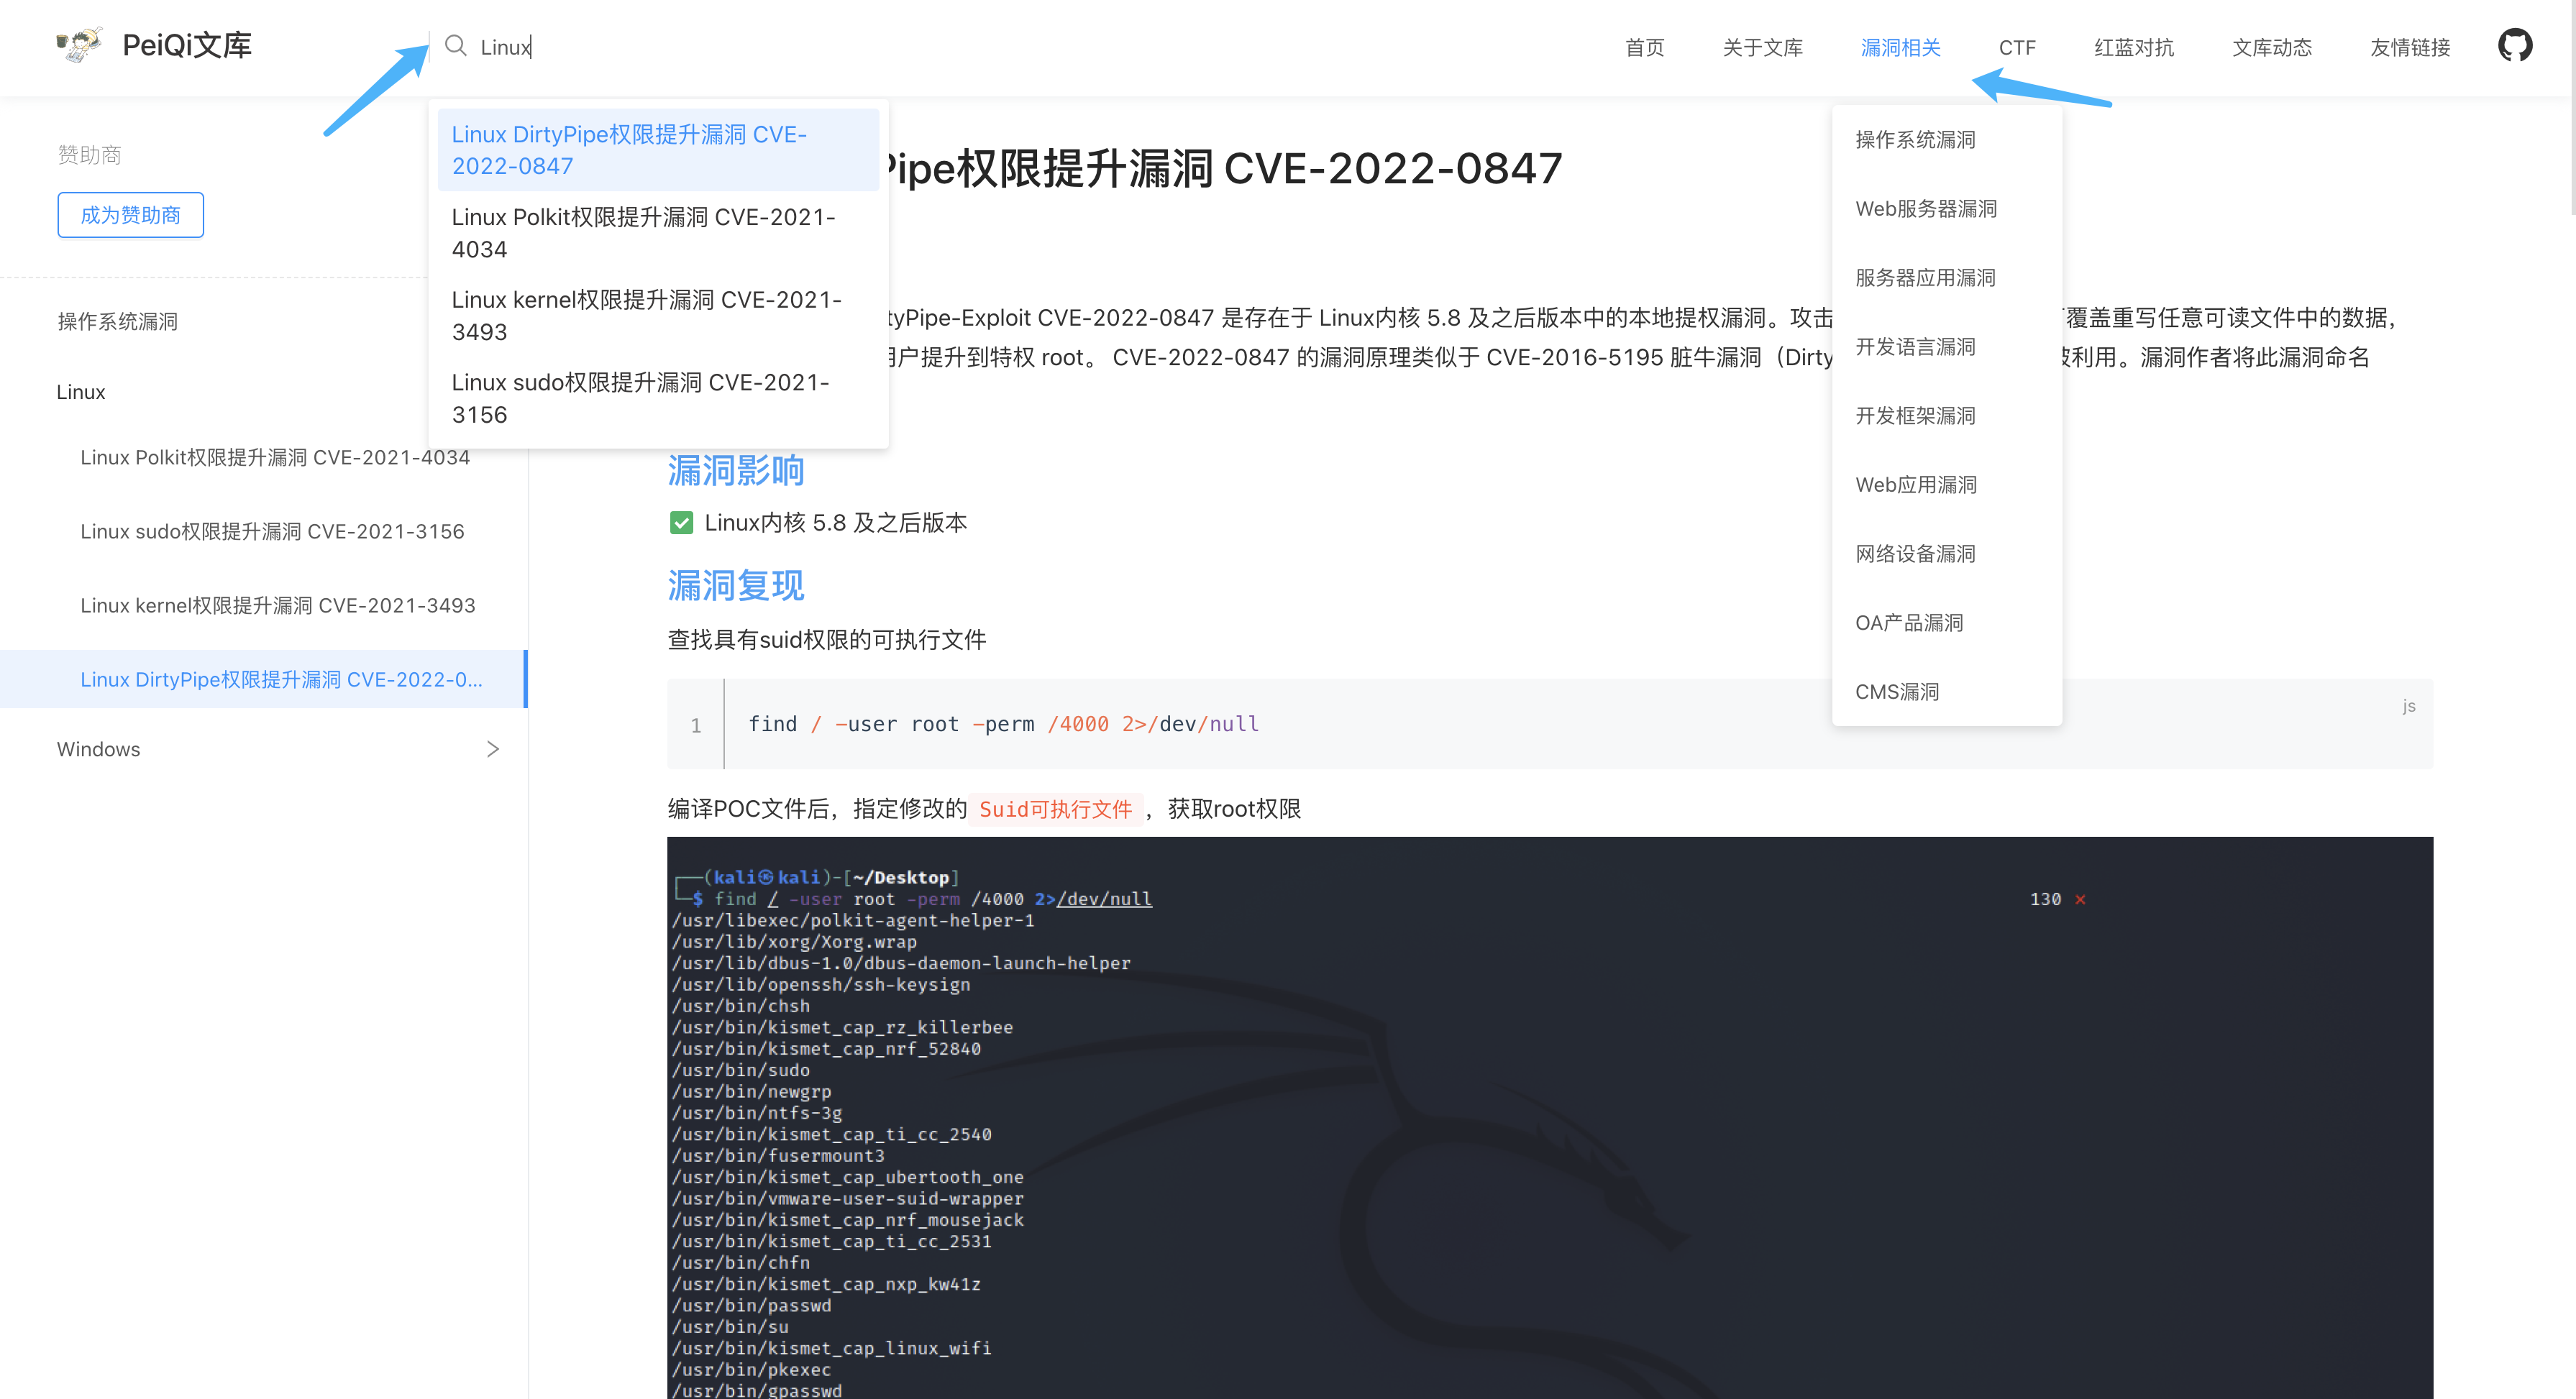 PeiQi文库
Linux
首页
关于文库
漏洞相关
CTF
红蓝对抗
文库动态
友情链接
赞助商
成为赞助商
操作系统漏洞
Linux
Linux Polkit权限提升漏洞 CVE-2021-4034
Linux sudo权限提升漏洞 CVE-2021-3156
Linux kernel权限提升漏洞 CVE-2021-3493
Linux DirtyPipe权限提升漏洞 CVE-2022-0...
Windows
Linux DirtyPipe权限提升漏洞 CVE-
2022-0847
Linux Polkit权限提升漏洞 CVE-2021-
4034
Linux kernel权限提升漏洞 CVE-2021-
3493
Linux sudo权限提升漏洞 CVE-2021-
3156
操作系统漏洞
Web服务器漏洞
服务器应用漏洞
开发语言漏洞
开发框架漏洞
Web应用漏洞
网络设备漏洞
OA产品漏洞
CMS漏洞
Pipe权限提升漏洞 CVE-2022-0847
tyPipe-Exploit CVE-2022-0847 是存在于 Linux内核 5.8 及之后版本中的本地提权漏洞。攻击 覆盖重写任意可读文件中的数据，
用户提升到特权 root。 CVE-2022-0847 的漏洞原理类似于 CVE-2016-5195 脏牛漏洞（Dirty 被利用。漏洞作者将此漏洞命名
漏洞影响
✅ Linux内核 5.8 及之后版本
漏洞复现
查找具有suid权限的可执行文件
js
1 find / -user root -perm /4000 2>/dev/null
编译POC文件后，指定修改的 Suid可执行文件 ，获取root权限
┌──(kali㉿kali)-[~/Desktop]
└─$ find / -user root -perm /4000 2>/dev/null 130 ⨯
/usr/libexec/polkit-agent-helper-1
/usr/lib/xorg/Xorg.wrap
/usr/lib/dbus-1.0/dbus-daemon-launch-helper
/usr/lib/openssh/ssh-keysign
/usr/bin/chsh
/usr/bin/kismet_cap_rz_killerbee
/usr/bin/kismet_cap_nrf_52840
/usr/bin/sudo
/usr/bin/newgrp
/usr/bin/ntfs-3g
/usr/bin/kismet_cap_ti_cc_2540
/usr/bin/fusermount3
/usr/bin/kismet_cap_ubertooth_one
/usr/bin/vmware-user-suid-wrapper
/usr/bin/kismet_cap_nrf_mousejack
/usr/bin/kismet_cap_ti_cc_2531
/usr/bin/chfn
/usr/bin/kismet_cap_nxp_kw41z
/usr/bin/passwd
/usr/bin/su
/usr/bin/kismet_cap_linux_wifi
/usr/bin/pkexec
/usr/bin/gpasswd